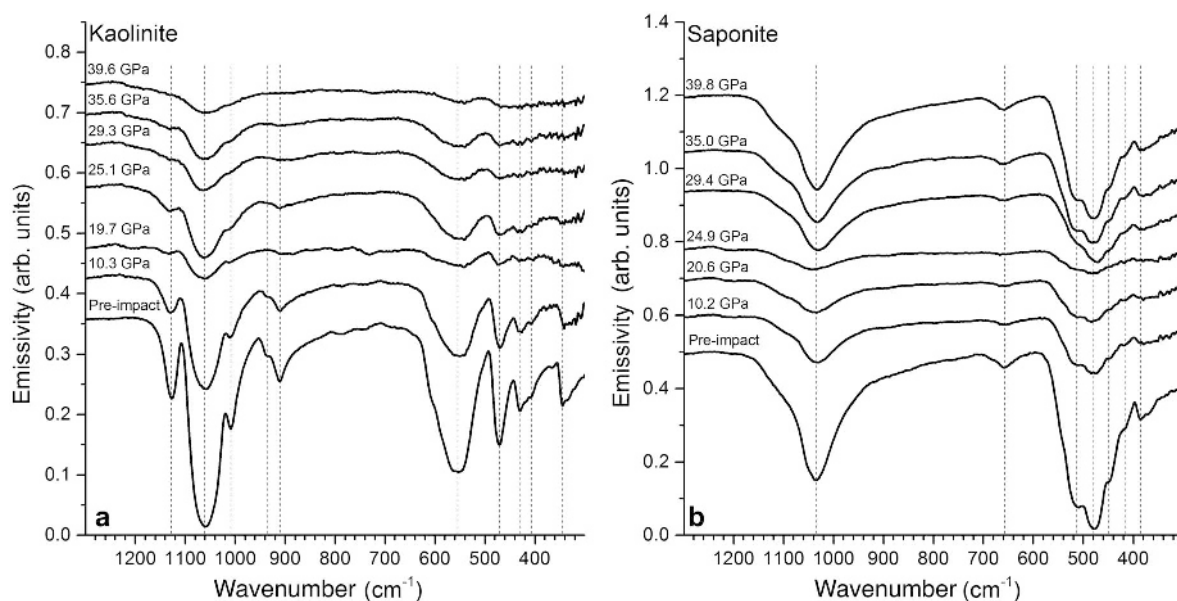 Kaolinite
0.8
39.6 GPa
35.6 GPa
0.7
29.3 GPa
0.6
25.1 GPa
0.5
19.7 GPa
10.3 GPa
0.4
Pre-impact
0.3
0.2
0.1
0.0
a
1200 1100 1000 900 800 700 600 500 400
Emissivity (arb. units)
Wavenumber (cm⁻¹)
1.4
Saponite
39.8 GPa
1.2
35.0 GPa
1.0
29.4 GPa
0.8
24.9 GPa
20.6 GPa
0.6
10.2 GPa
Pre-impact
0.4
0.2
0.0
b
1200 1100 1000 900 800 700 600 500 400
Emissivity (arb. units)
Wavenumber (cm⁻¹)